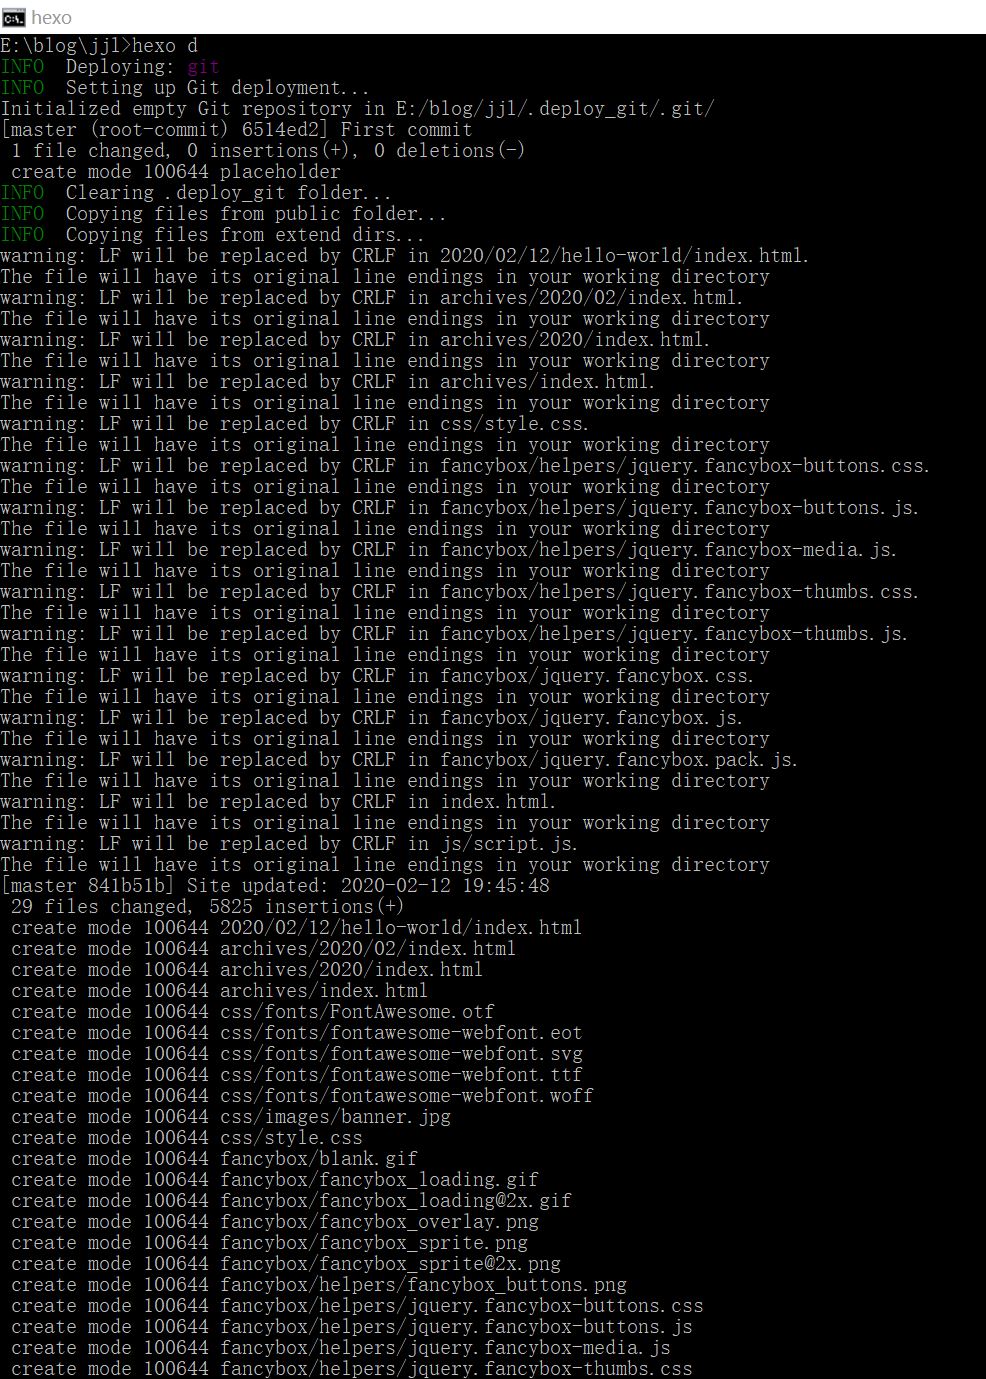 hexo
E:\blog\jjl>hexo d
INFO  Deploying: git
INFO  Setting up Git deployment...
Initialized empty Git repository in E:/blog/jjl/.deploy_git/.git/
[master (root-commit) 6514ed2] First commit
 1 file changed, 0 insertions(+), 0 deletions(-)
 create mode 100644 placeholder
INFO  Clearing .deploy_git folder...
INFO  Copying files from public folder...
INFO  Copying files from extend dirs...
warning: LF will be replaced by CRLF in 2020/02/12/hello-world/index.html.
The file will have its original line endings in your working directory
warning: LF will be replaced by CRLF in archives/2020/02/index.html.
The file will have its original line endings in your working directory
warning: LF will be replaced by CRLF in archives/2020/index.html.
The file will have its original line endings in your working directory
warning: LF will be replaced by CRLF in archives/index.html.
The file will have its original line endings in your working directory
warning: LF will be replaced by CRLF in css/style.css.
The file will have its original line endings in your working directory
warning: LF will be replaced by CRLF in fancybox/helpers/jquery.fancybox-buttons.css.
The file will have its original line endings in your working directory
warning: LF will be replaced by CRLF in fancybox/helpers/jquery.fancybox-buttons.js.
The file will have its original line endings in your working directory
warning: LF will be replaced by CRLF in fancybox/helpers/jquery.fancybox-media.js.
The file will have its original line endings in your working directory
warning: LF will be replaced by CRLF in fancybox/helpers/jquery.fancybox-thumbs.css.
The file will have its original line endings in your working directory
warning: LF will be replaced by CRLF in fancybox/helpers/jquery.fancybox-thumbs.js.
The file will have its original line endings in your working directory
warning: LF will be replaced by CRLF in fancybox/jquery.fancybox.css.
The file will have its original line endings in your working directory
warning: LF will be replaced by CRLF in fancybox/jquery.fancybox.js.
The file will have its original line endings in your working directory
warning: LF will be replaced by CRLF in fancybox/jquery.fancybox.pack.js.
The file will have its original line endings in your working directory
warning: LF will be replaced by CRLF in index.html.
The file will have its original line endings in your working directory
warning: LF will be replaced by CRLF in js/script.js.
The file will have its original line endings in your working directory
[master 841b51b] Site updated: 2020-02-12 19:45:48
 29 files changed, 5825 insertions(+)
 create mode 100644 2020/02/12/hello-world/index.html
 create mode 100644 archives/2020/02/index.html
 create mode 100644 archives/2020/index.html
 create mode 100644 archives/index.html
 create mode 100644 css/fonts/FontAwesome.otf
 create mode 100644 css/fonts/fontawesome-webfont.eot
 create mode 100644 css/fonts/fontawesome-webfont.svg
 create mode 100644 css/fonts/fontawesome-webfont.ttf
 create mode 100644 css/fonts/fontawesome-webfont.woff
 create mode 100644 css/images/banner.jpg
 create mode 100644 css/style.css
 create mode 100644 fancybox/blank.gif
 create mode 100644 fancybox/fancybox_loading.gif
 create mode 100644 fancybox/fancybox_loading@2x.gif
 create mode 100644 fancybox/fancybox_overlay.png
 create mode 100644 fancybox/fancybox_sprite.png
 create mode 100644 fancybox/fancybox_sprite@2x.png
 create mode 100644 fancybox/helpers/fancybox_buttons.png
 create mode 100644 fancybox/helpers/jquery.fancybox-buttons.css
 create mode 100644 fancybox/helpers/jquery.fancybox-buttons.js
 create mode 100644 fancybox/helpers/jquery.fancybox-media.js
 create mode 100644 fancybox/helpers/jquery.fancybox-thumbs.css